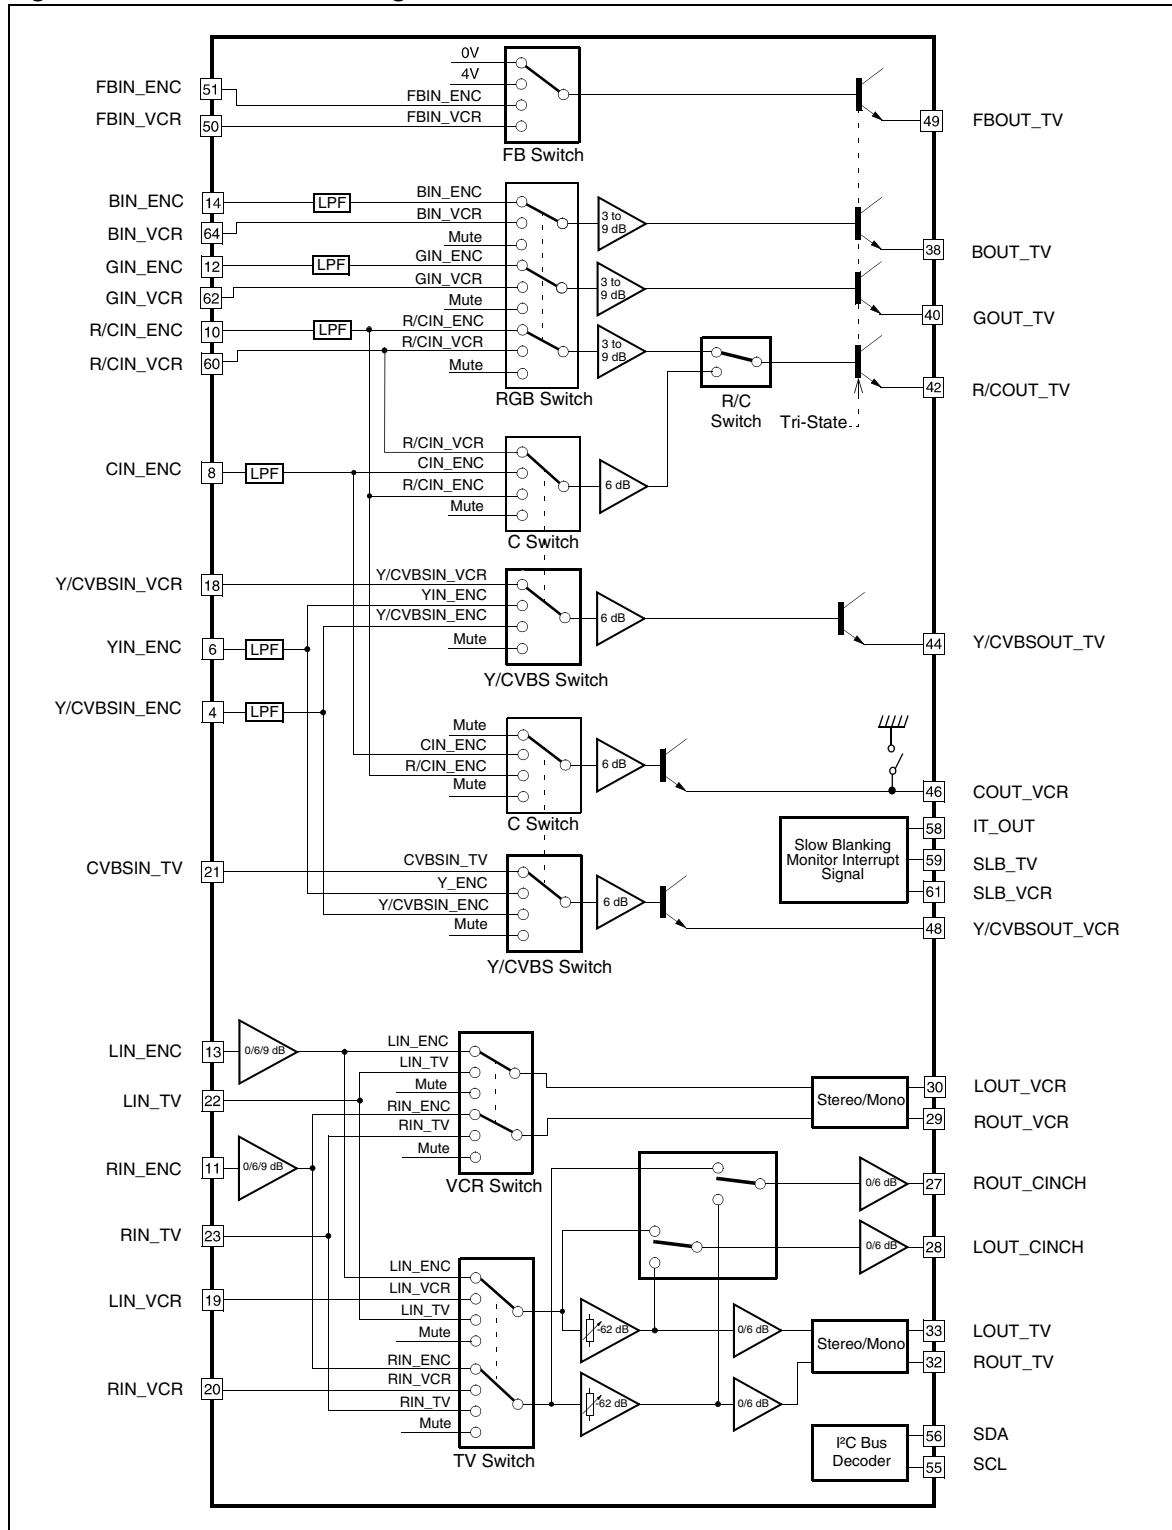 0V
4V
FBIN_ENC
51
FBIN_ENC
FBIN_VCR
50
FBIN_VCR
FB Switch
49
FBOUT_TV
BIN_ENC
14
LPF
BIN_ENC
BIN_VCR
64
BIN_VCR
Mute
3 to
9 dB
38
BOUT_TV
GIN_ENC
12
LPF
GIN_ENC
GIN_VCR
62
GIN_VCR
Mute
3 to
9 dB
40
GOUT_TV
R/CIN_ENC
10
LPF
R/CIN_ENC
R/CIN_VCR
60
R/CIN_VCR
Mute
3 to
9 dB
RGB Switch
R/C
Switch
Tri-State
42
R/COUT_TV
R/CIN_VCR
CIN_ENC
8
LPF
CIN_ENC
R/CIN_ENC
Mute
6 dB
C Switch
Y/CVBSIN_VCR
18
Y/CVBSIN_VCR
YIN_ENC
Y/CVBSIN_ENC
Mute
6 dB
Y/CVBS Switch
44
Y/CVBSOUT_TV
YIN_ENC
6
LPF
Y/CVBSIN_ENC
4
LPF
Mute
CIN_ENC
R/CIN_ENC
Mute
6 dB
C Switch
46
COUT_VCR
Slow Blanking
Monitor Interrupt
Signal
58
IT_OUT
59
SLB_TV
61
SLB_VCR
CVBSIN_TV
21
CVBSIN_TV
Y_ENC
Y/CVBSIN_ENC
Mute
6 dB
Y/CVBS Switch
48
Y/CVBSOUT_VCR
LIN_ENC
13
0/6/9 dB
LIN_ENC
LIN_TV
Mute
RIN_ENC
RIN_TV
Mute
VCR Switch
LIN_TV
22
RIN_ENC
11
0/6/9 dB
Stereo/Mono
30
LOUT_VCR
29
ROUT_VCR
0/6 dB
27
ROUT_CINCH
RIN_TV
23
0/6 dB
28
LOUT_CINCH
LIN_VCR
19
LIN_ENC
LIN_VCR
LIN_TV
Mute
RIN_ENC
RIN_VCR
RIN_TV
Mute
TV Switch
RIN_VCR
20
-62 dB
0/6 dB
-62 dB
0/6 dB
Stereo/Mono
33
LOUT_TV
32
ROUT_TV
I²C Bus
Decoder
56
SDA
55
SCL